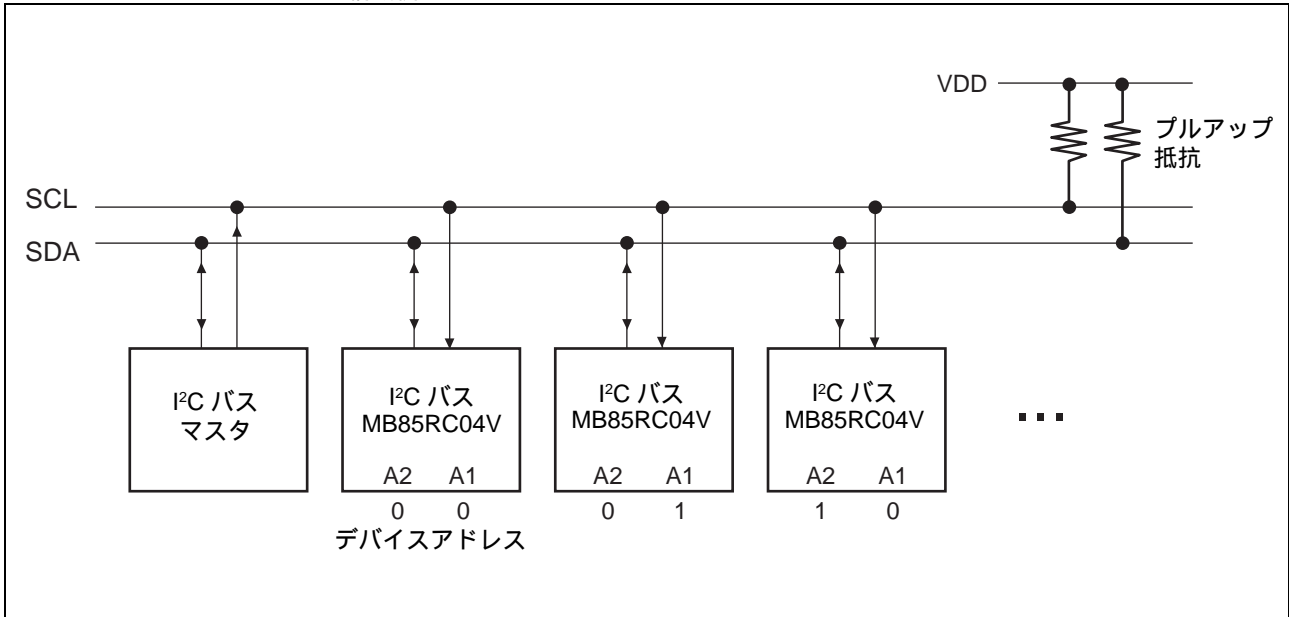 VDD
プルアップ
抵抗
SCL
SDA
I²C バス
マスタ
I²C バス
MB85RC04V
A2 A1
0 0
デバイスアドレス
I²C バス
MB85RC04V
A2 A1
0 1
I²C バス
MB85RC04V
A2 A1
1 0